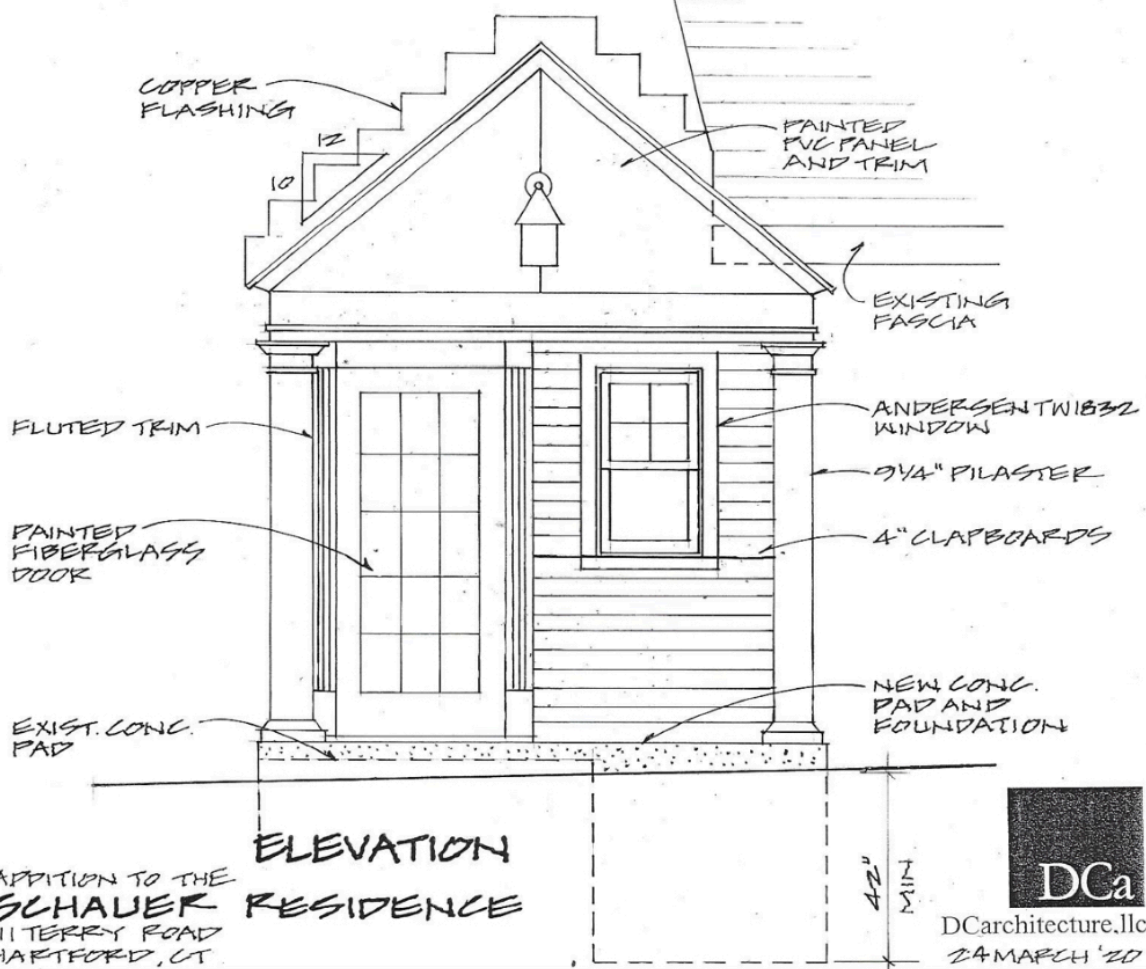 COPPER
FLASHING
12
10
PAINTED
PVC PANEL
AND TRIM
EXISTING
FASCIA
FLUTED TRIM
ANDERSEN TW1832
WINDOW
9 1/4" PILASTER
PAINTED
FIBERGLASS
DOOR
4" CLAPBOARDS
EXIST. CONC.
PAD
NEW CONC.
PAD AND
FOUNDATION
ELEVATION
ADDITION TO THE
SCHAUER RESIDENCE
TERRY ROAD
HARTFORD, CT
42"
MIN
DCa
DCarchitecture,llc
24 MARCH '20